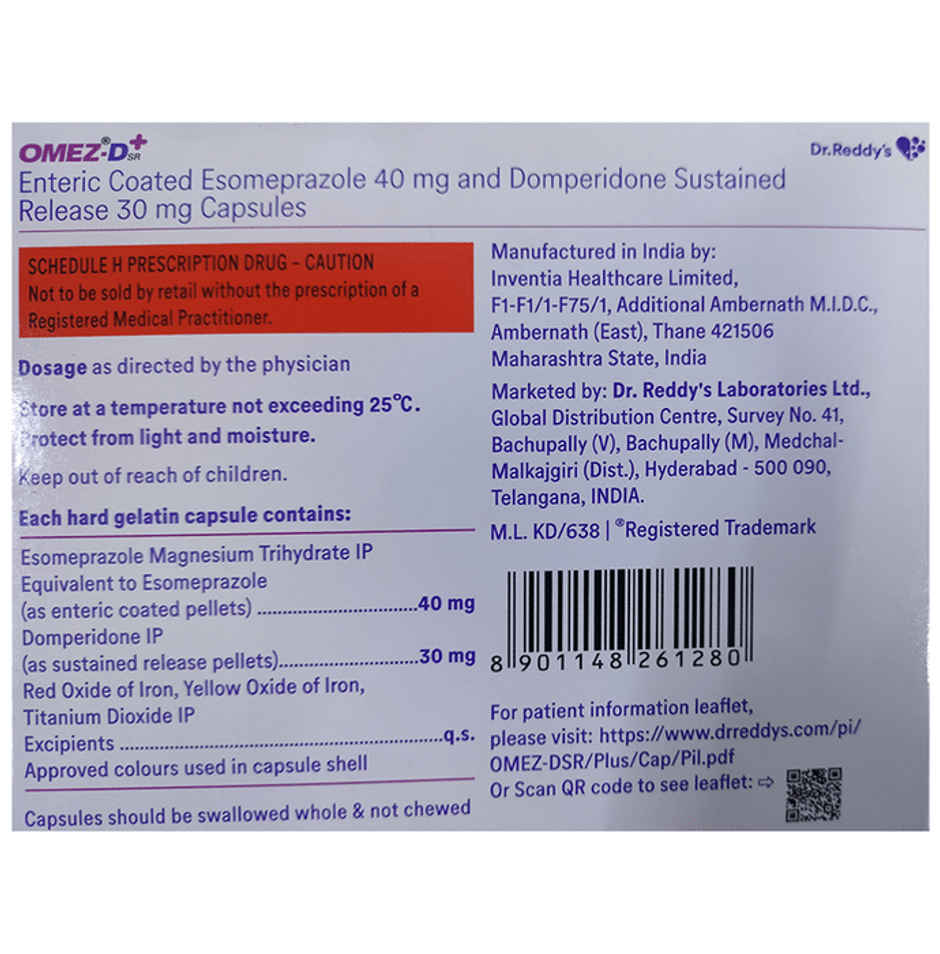 OMEZ®-D+ SR
Dr.Reddy's
Enteric Coated Esomeprazole 40 mg and Domperidone Sustained
Release 30 mg Capsules
SCHEDULE H PRESCRIPTION DRUG – CAUTION
Not to be sold by retail without the prescription of a
Registered Medical Practitioner.
Dosage as directed by the physician
Store at a temperature not exceeding 25°C.
Protect from light and moisture.
Keep out of reach of children.
Each hard gelatin capsule contains:
Esomeprazole Magnesium Trihydrate IP
Equivalent to Esomeprazole
(as enteric coated pellets) ................................40 mg
Domperidone IP
(as sustained release pellets)............................30 mg
Red Oxide of Iron, Yellow Oxide of Iron,
Titanium Dioxide IP
Excipients ........................................................q.s.
Approved colours used in capsule shell
Capsules should be swallowed whole & not chewed
Manufactured in India by:
Inventia Healthcare Limited,
F1-F1/1-F75/1, Additional Ambernath M.I.D.C.,
Ambernath (East), Thane 421506
Maharashtra State, India
Marketed by: Dr. Reddy's Laboratories Ltd.,
Global Distribution Centre, Survey No. 41,
Bachupally (V), Bachupally (M), Medchal-
Malkajgiri (Dist.), Hyderabad - 500 090,
Telangana, INDIA.
M.L. KD/638 | ®Registered Trademark
8 901148 261280
For patient information leaflet,
please visit: https://www.drreddys.com/pi/
OMEZ-DSR/Plus/Cap/Pil.pdf
Or Scan QR code to see leaflet: ⇨